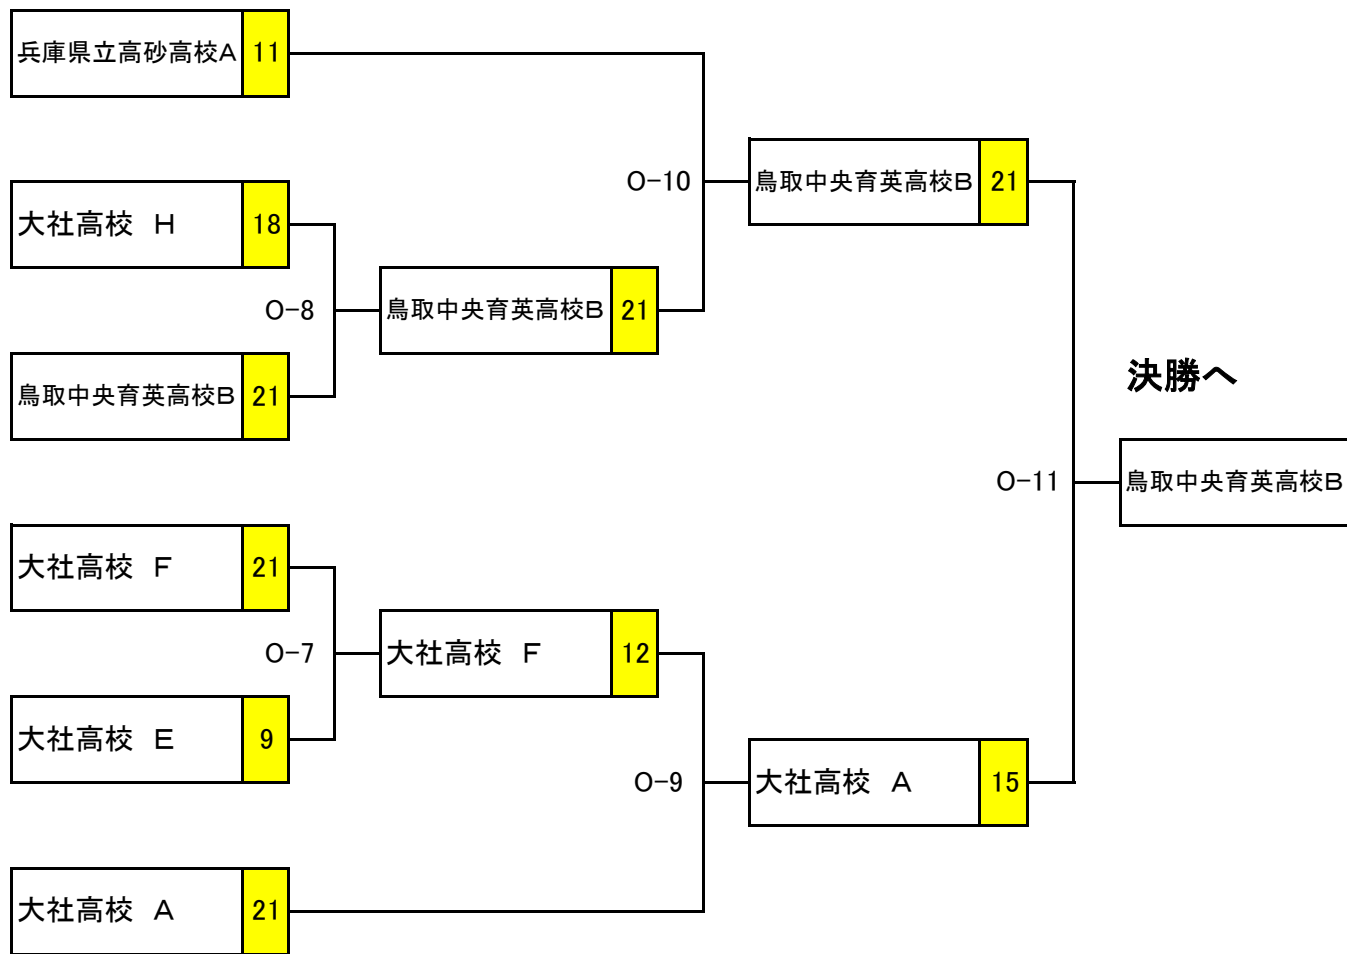 兵庫県立高砂高校A 11
鳥取中央育英高校B 21
O-10
大社高校　H 18
O-8
鳥取中央育英高校B 21
鳥取中央育英高校B 21
決勝へ
O-11
鳥取中央育英高校B
大社高校　F 21
O-7
大社高校　F 12
大社高校　E 9
O-9
大社高校　A 15
大社高校　A 21